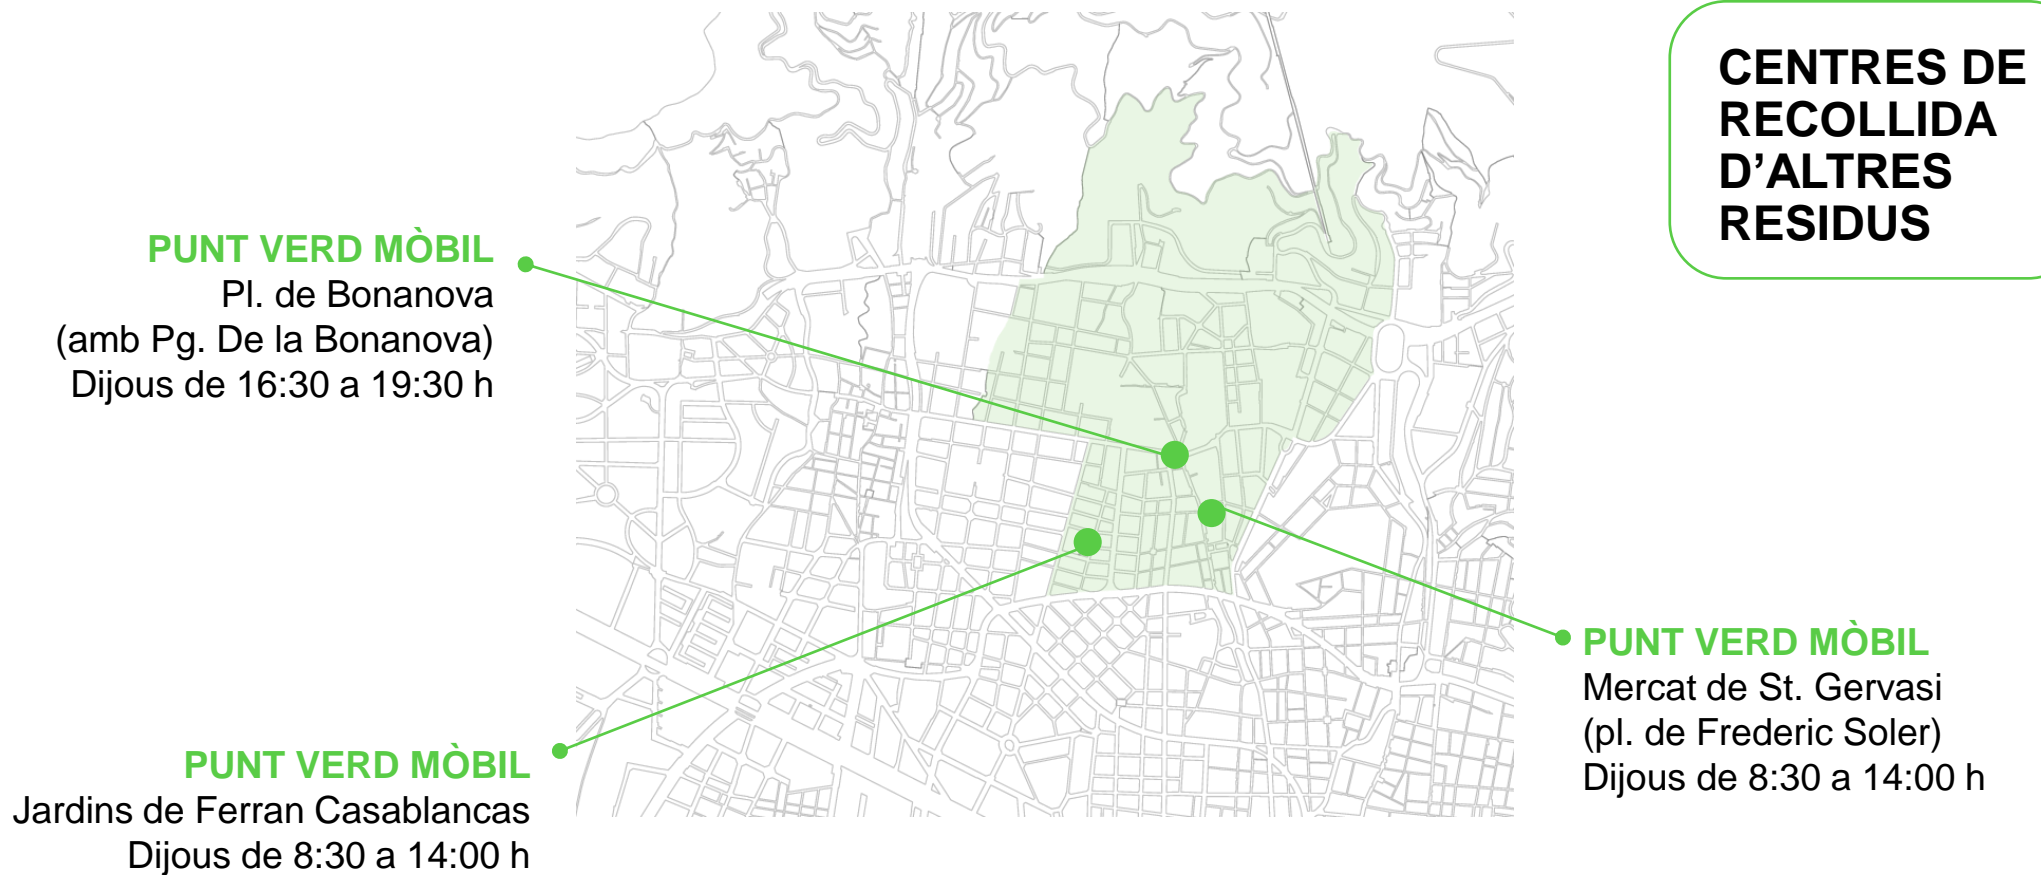 CENTRES DE
RECOLLIDA
D’ALTRES
RESIDUS
PUNT VERD MÒBIL
Pl. de Bonanova
(amb Pg. De la Bonanova)
Dijous de 16:30 a 19:30 h
PUNT VERD MÒBIL
Mercat de St. Gervasi
(pl. de Frederic Soler)
Dijous de 8:30 a 14:00 h
PUNT VERD MÒBIL
Jardins de Ferran Casablancas
Dijous de 8:30 a 14:00 h